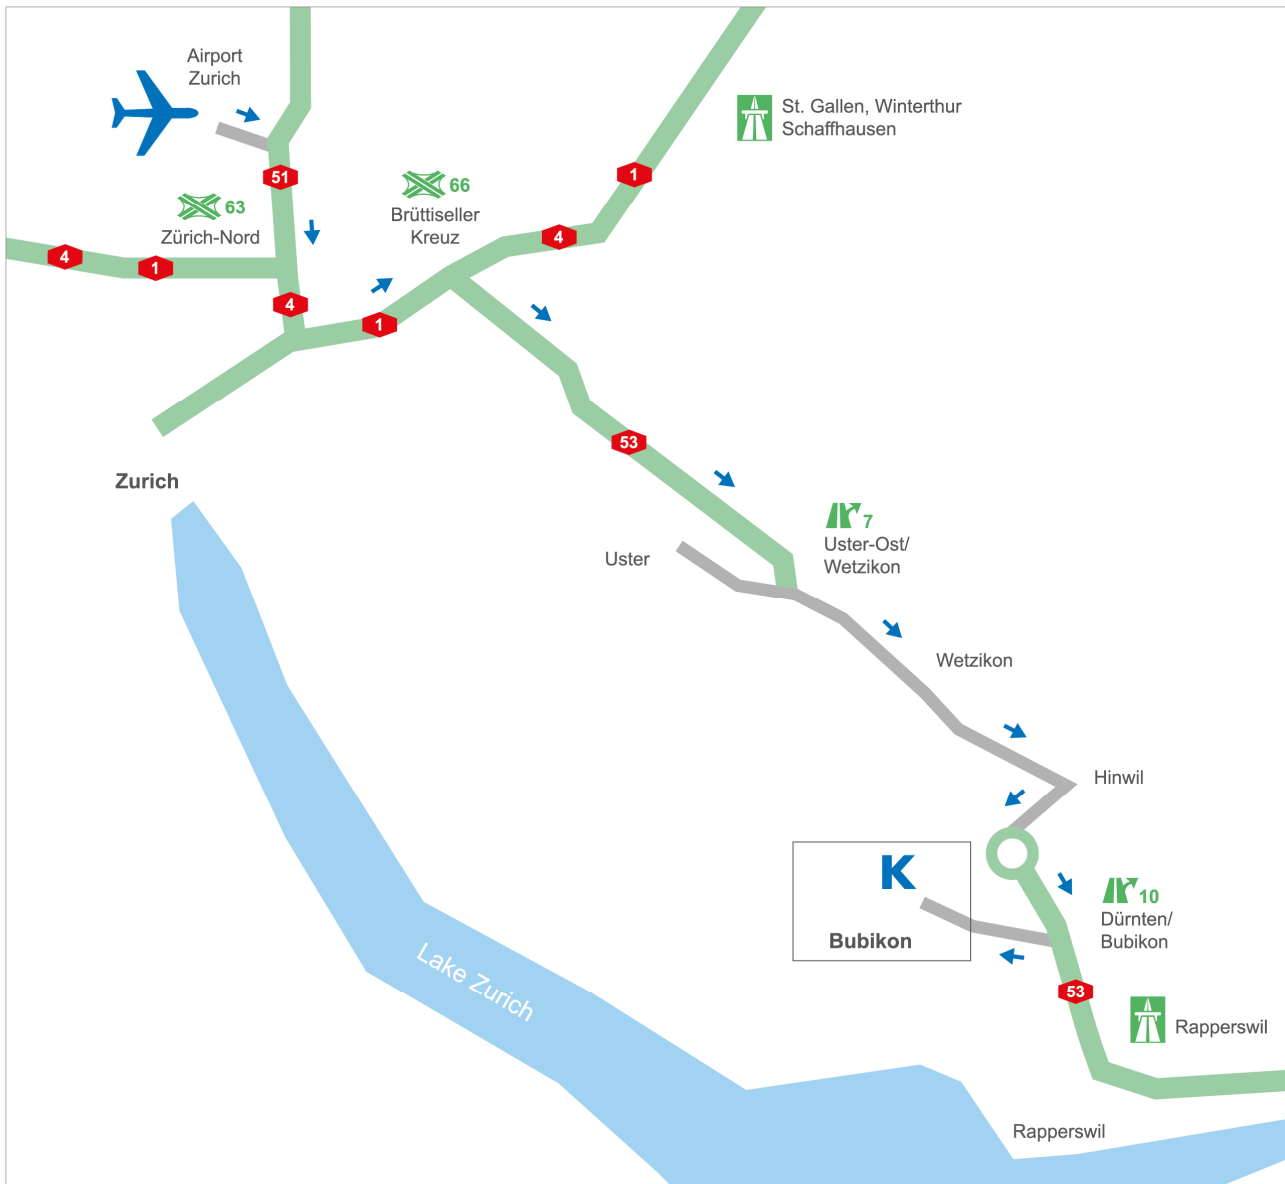 Airport
Zurich
St. Gallen, Winterthur
Schaffhausen
51
1
66
63
Brüttiseller
Kreuz
Zürich-Nord
4
4
1
4
1
53
Zurich
7
Uster-Ost/
Wetzikon
Uster
Wetzikon
Hinwil
K
10
Dürnten/
Bubikon
Bubikon
Lake Zurich
53
Rapperswil
Rapperswil